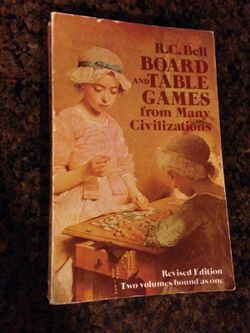 R.C. Bell
BOARD
AND TABLE
GAMES
from Many
Civilizations
Revised Edition
Two volumes bound as one